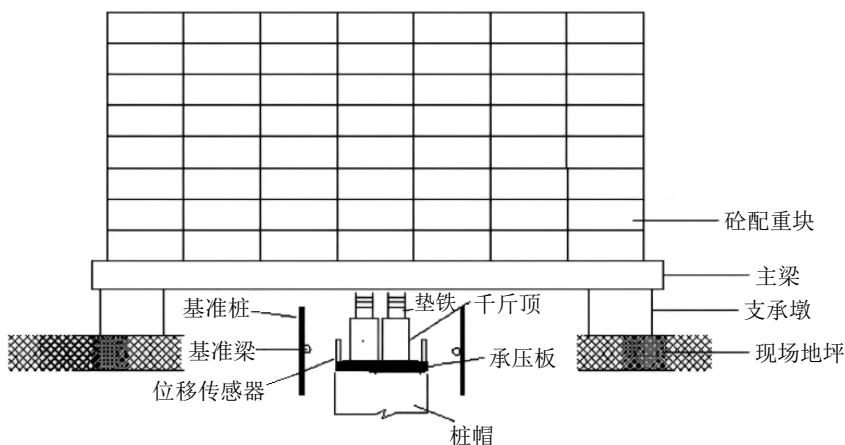 砼配重块
主梁
基准桩
垫铁
千斤顶
支承墩
基准梁
承压板
现场地坪
位移传感器
桩帽